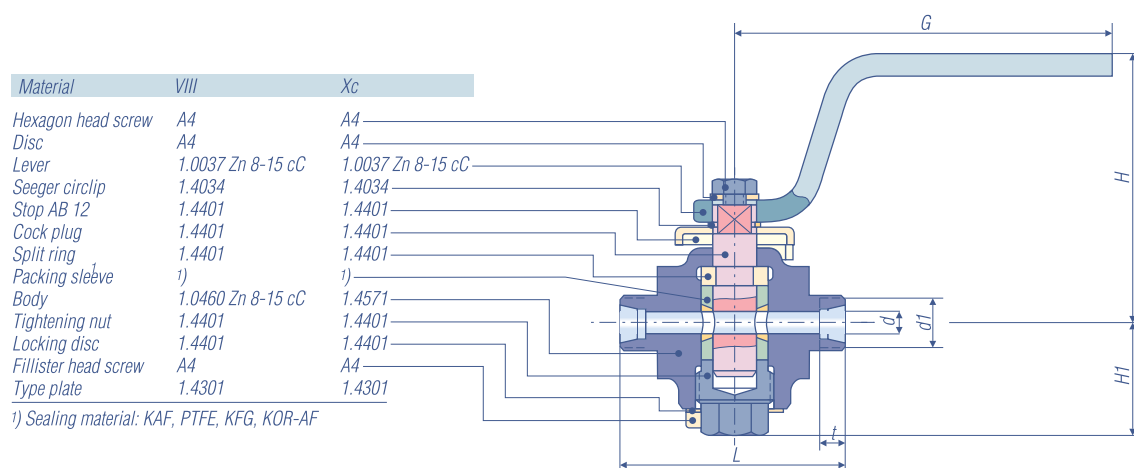 Material VIII Xc
Hexagon head screw A4 A4
Disc A4 A4
Lever 1.0037 Zn 8-15 cC 1.0037 Zn 8-15 cC
Seeger circlip 1.4034 1.4034
Stop AB 12 1.4401 1.4401
Cock plug 1.4401 1.4401
Split ring 1.4401 1.4401
1
Packing sleeve 1) 1)
Body 1.0460 Zn 8-15 cC 1.4571
Tightening nut 1.4401 1.4401
Locking disc 1.4401 1.4401
Fillister head screw A4 A4
Type plate 1.4301 1.4301
1) Sealing material: KAF, PTFE, KFG, KOR-AF
G
H
d
d1
H1
t
L